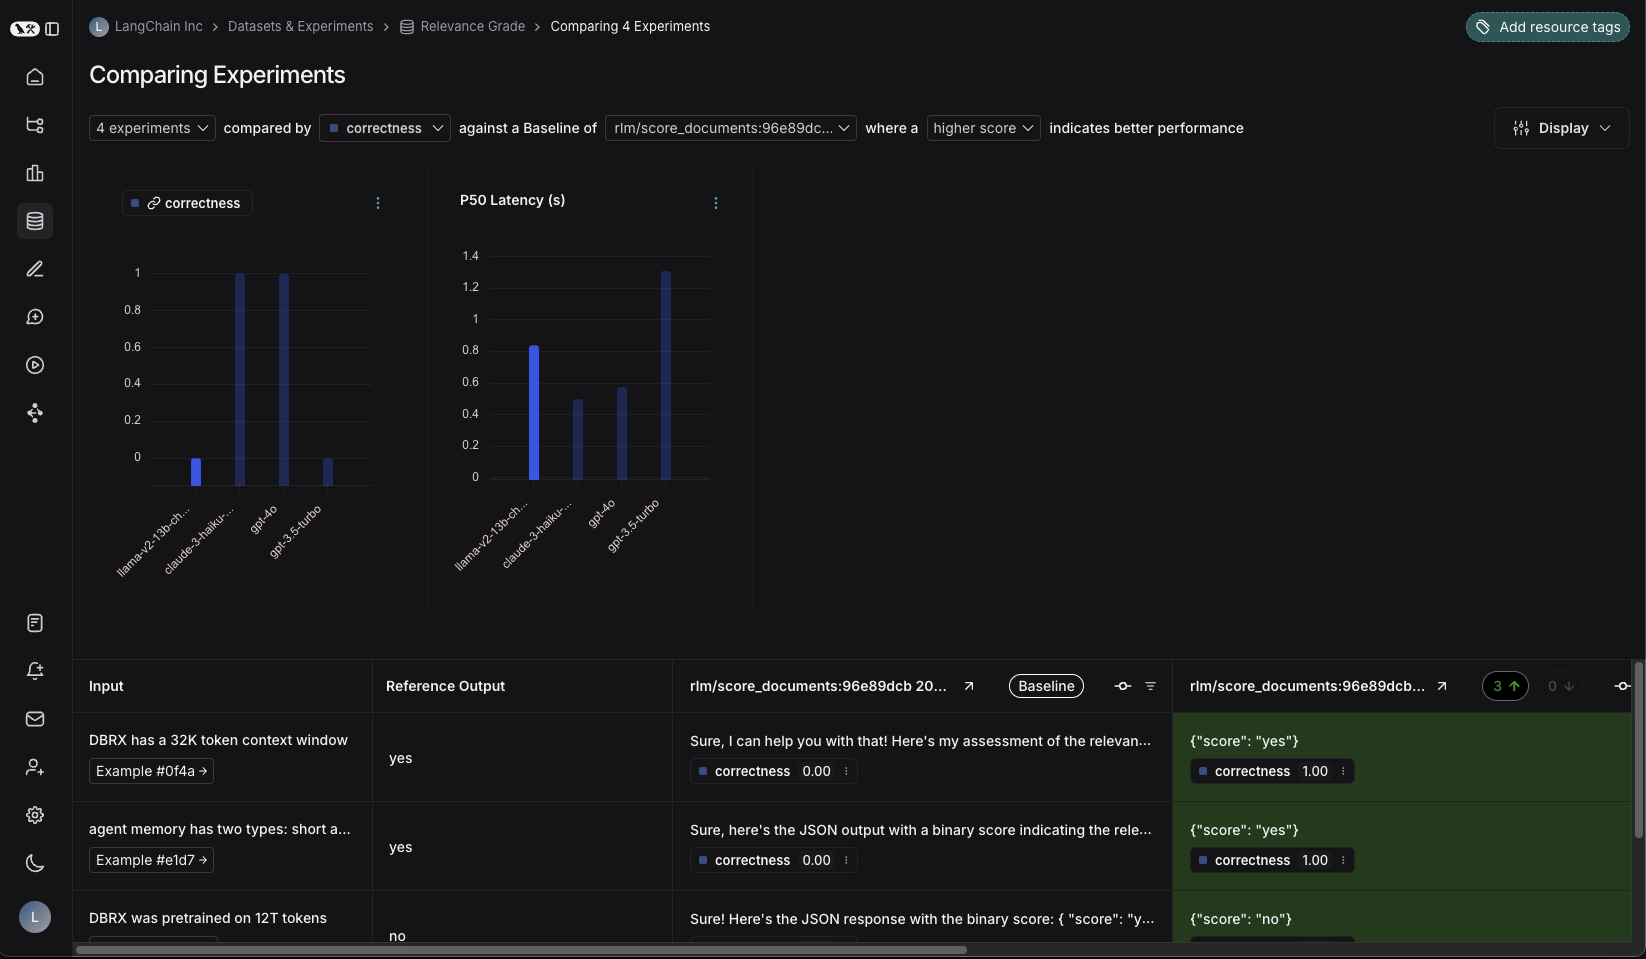 L LangChain Inc > Datasets & Experiments > Relevance Grade > Comparing 4 Experiments
Add resource tags
Comparing Experiments
4 experiments compared by correctness against a Baseline of rlm/score_documents:96e89dc... where a higher score indicates better performance
Display
correctness
1
0.8
0.6
0.4
0.2
0
llama-v2-13b-ch...
claude-3-haiku-...
gpt-4o
gpt-3.5-turbo
P50 Latency (s)
1.4
1.2
1
0.8
0.6
0.4
0.2
0
llama-v2-13b-ch...
claude-3-haiku-...
gpt-4o
gpt-3.5-turbo
Input Reference Output rlm/score_documents:96e89dcb 20... ↗ Baseline rlm/score_documents:96e89dcb... ↗ 3 ↑ 0 ↓
DBRX has a 32K token context window
Example #0f4a →
yes
Sure, I can help you with that! Here's my assessment of the relevan...
correctness 0.00
{"score": "yes"}
correctness 1.00
agent memory has two types: short a...
Example #e1d7 →
yes
Sure, here's the JSON output with a binary score indicating the rele...
correctness 0.00
{"score": "yes"}
correctness 1.00
DBRX was pretrained on 12T tokens
no
Sure! Here's the JSON response with the binary score: { "score": "y...
{"score": "no"}
L